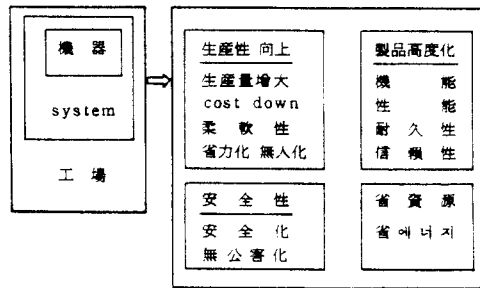 機器
system
工場
生産性 向上
生産量増大
cost down
柔軟性
省力化 無人化
製品高度化
機能
性能
耐久性
信頼性
安全性
安全化
無公害化
省資源
省에너지